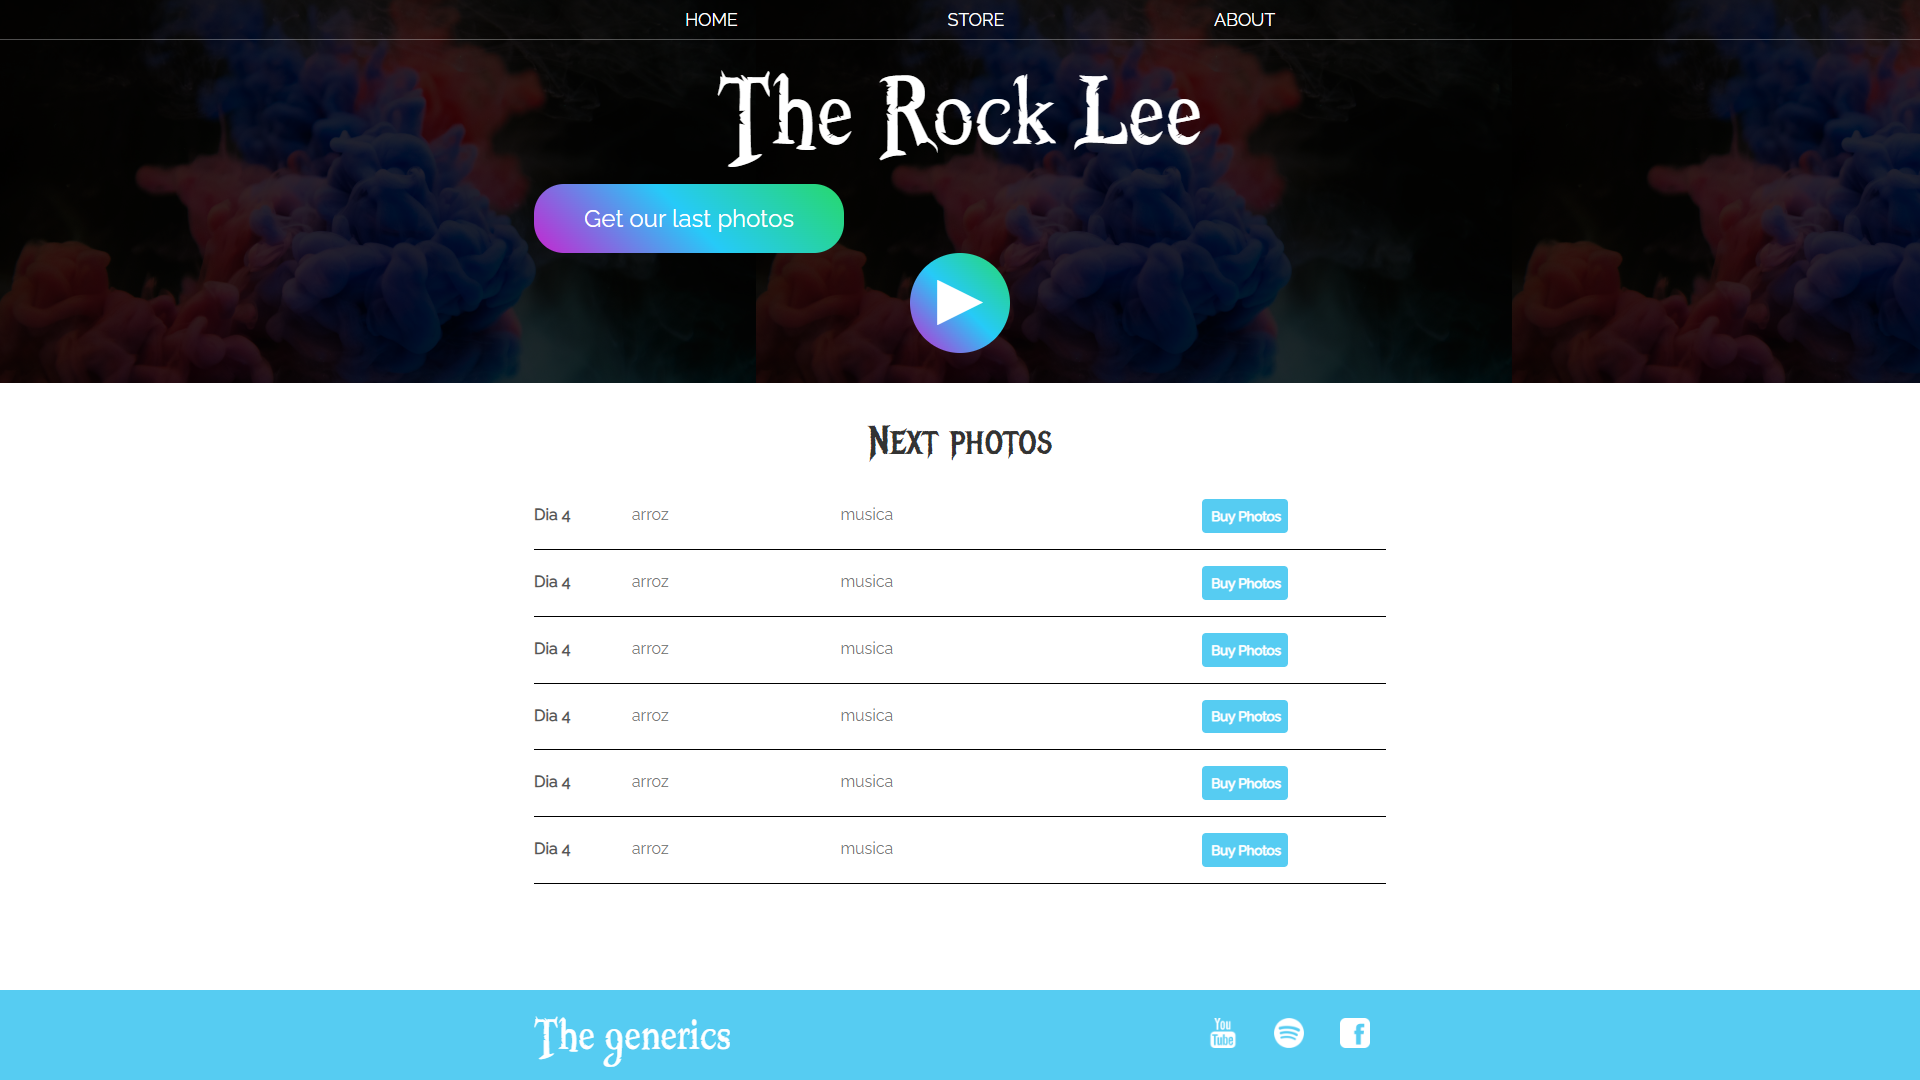 HOME STORE ABOUT
The Rock Lee
Get our last photos
Next photos
Dia 4 arroz musica Buy Photos
Dia 4 arroz musica Buy Photos
Dia 4 arroz musica Buy Photos
Dia 4 arroz musica Buy Photos
Dia 4 arroz musica Buy Photos
Dia 4 arroz musica Buy Photos
The generics
You
Tube
f